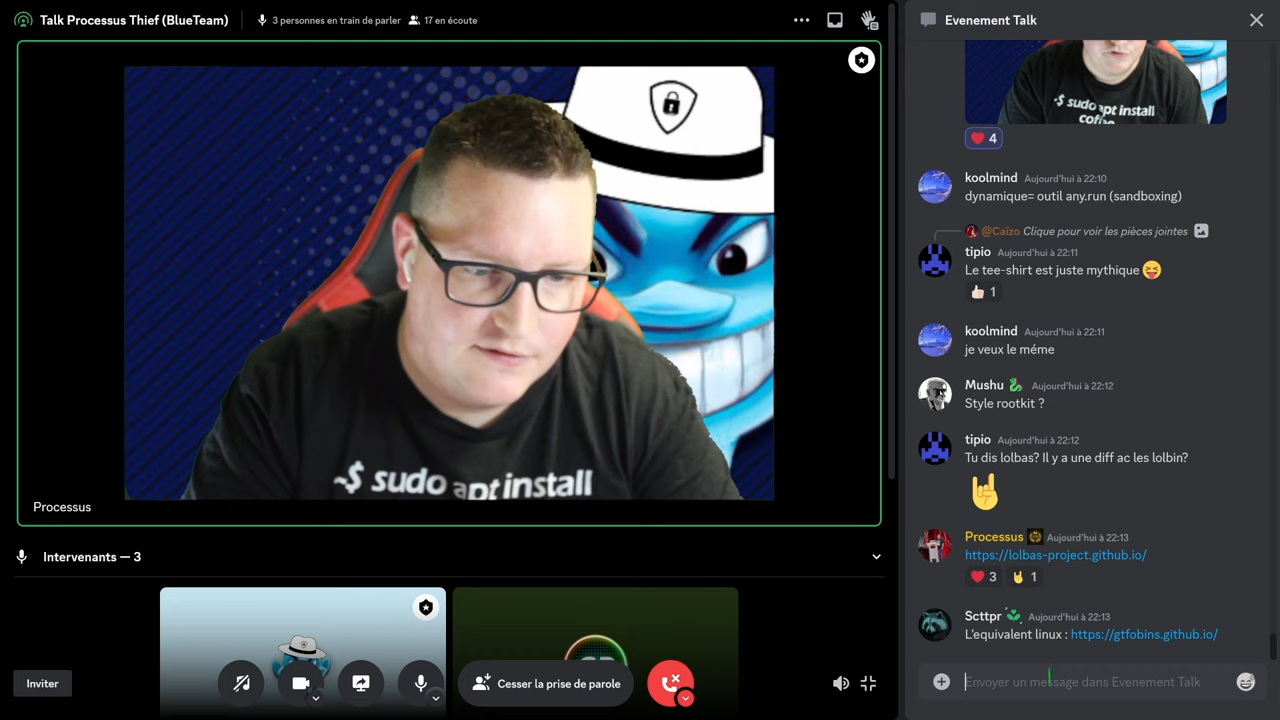 Talk Processus Thief (BlueTeam)
3 personnes en train de parler
17 en écoute
Evenement Talk
~$ sudo apt install
~$ sudo apt install
4
koolmind Aujourd'hui à 22:10
dynamique= outil any.run (sandboxing)
@Caïzo Clique pour voir les pièces jointes
tipio Aujourd'hui à 22:11
Le tee-shirt est juste mythique
1
koolmind Aujourd'hui à 22:11
je veux le méme
Mushu Aujourd'hui à 22:12
Style rootkit ?
tipio Aujourd'hui à 22:12
Tu dis lolbas? Il y a une diff ac les lolbin?
Processus Aujourd'hui à 22:13
https://lolbas-project.github.io/
3
1
Scttpr Aujourd'hui à 22:13
L'equivalent linux : https://gtfobins.github.io/
Processus
Intervenants — 3
Inviter
Cesser la prise de parole
Envoyer un message dans Evenement Talk